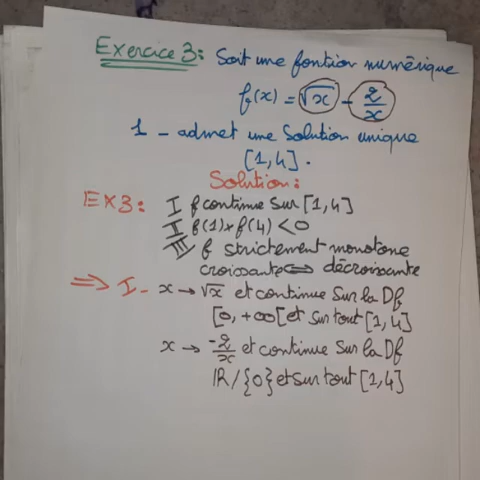 Exercice 3: Soit une fontion numérique
f(x) = √x - 2/x
1 - admet une Solution unique
[1,4].
Solution:
EX3: I f continue sur [1,4]
II f(1)×f(4) <0
III f strictement monotone
croissante <=> décroissante
=> I - x → √x et continue sur la Df
[0, +∞[ et sur tout [1,4]
x → -2/x et continue sur la Df
IR/{0} et sur tout [1,4]